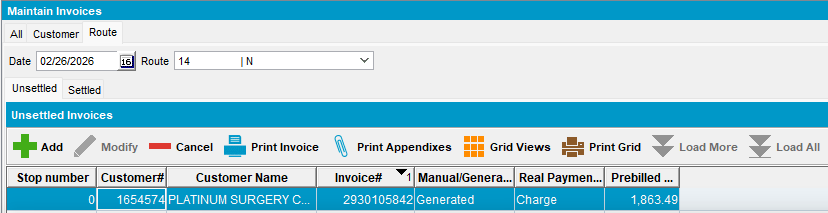 Maintain Invoices
All Customer Route
Date 02/26/2026 16 Route 14 | N
Unsettled Settled
Unsettled Invoices
Add Modify Cancel Print Invoice Print Appendixes Grid Views Print Grid Load More Load All
Stop number Customer# Customer Name Invoice# 1 Manual/Genera... Real Paymen... Prebilled ...
0 1654574 PLATINUM SURGERY C... 2930105842 Generated Charge 1,863.49